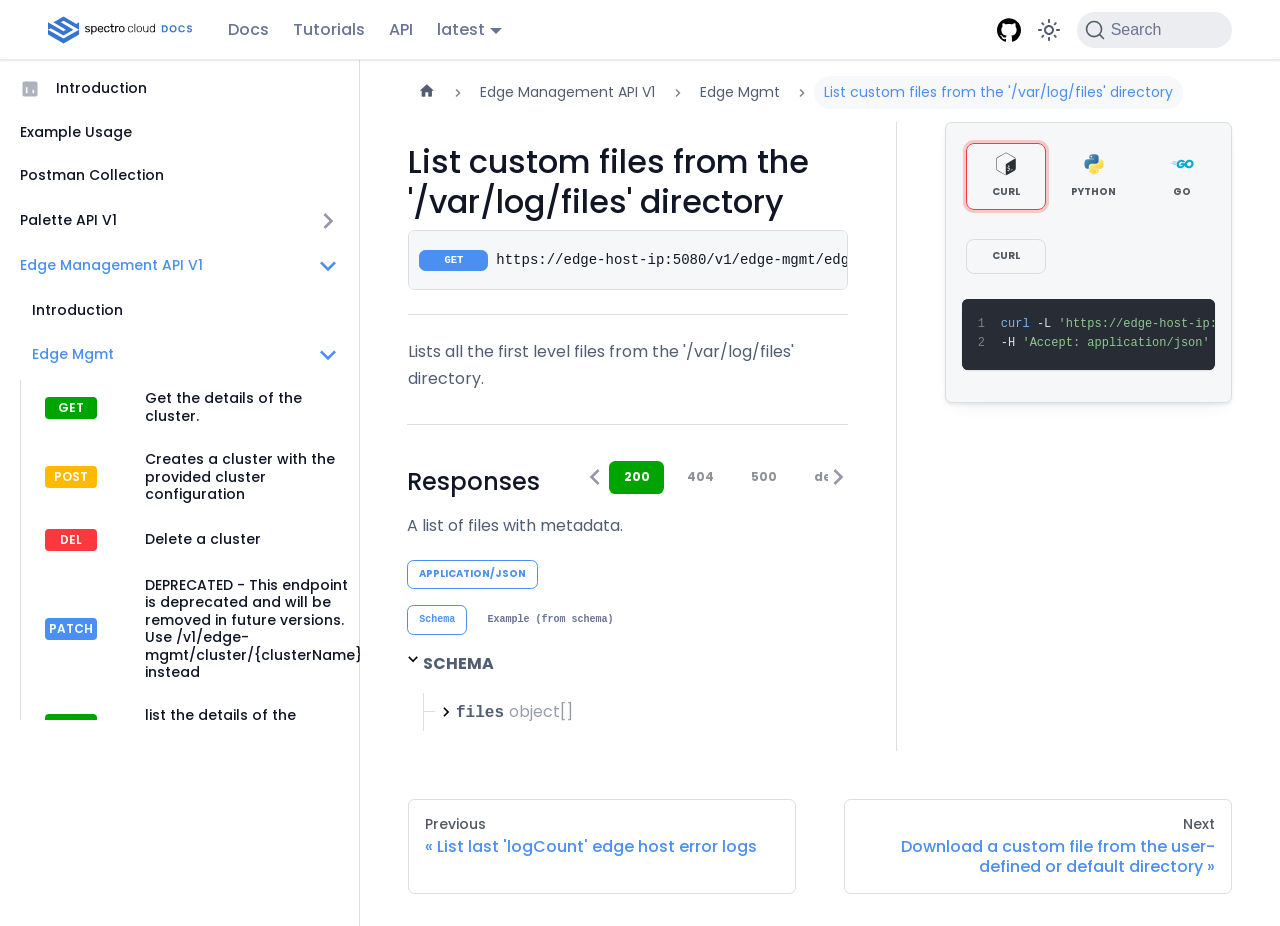 spectro cloud DOCS
Docs
Tutorials
API
latest
Search
Introduction
Example Usage
Postman Collection
Palette API V1
Edge Management API V1
Introduction
Edge Mgmt
GET
Get the details of the
cluster.
POST
Creates a cluster with the
provided cluster
configuration
DEL
Delete a cluster
PATCH
DEPRECATED - This endpoint
is deprecated and will be
removed in future versions.
Use /v1/edge-
mgmt/cluster/{clusterName}
instead
list the details of the
Edge Management API V1
Edge Mgmt
List custom files from the '/var/log/files' directory
List custom files from the
'/var/log/files' directory
GET
https://edge-host-ip:5080/v1/edge-mgmt/edg
Lists all the first level files from the '/var/log/files'
directory.
Responses
200
404
500
de
A list of files with metadata.
APPLICATION/JSON
Schema
Example (from schema)
SCHEMA
files object[]
CURL
PYTHON
GO
CURL
1 curl -L 'https://edge-host-ip:
2 -H 'Accept: application/json'
Previous
« List last 'logCount' edge host error logs
Next
Download a custom file from the user-
defined or default directory »